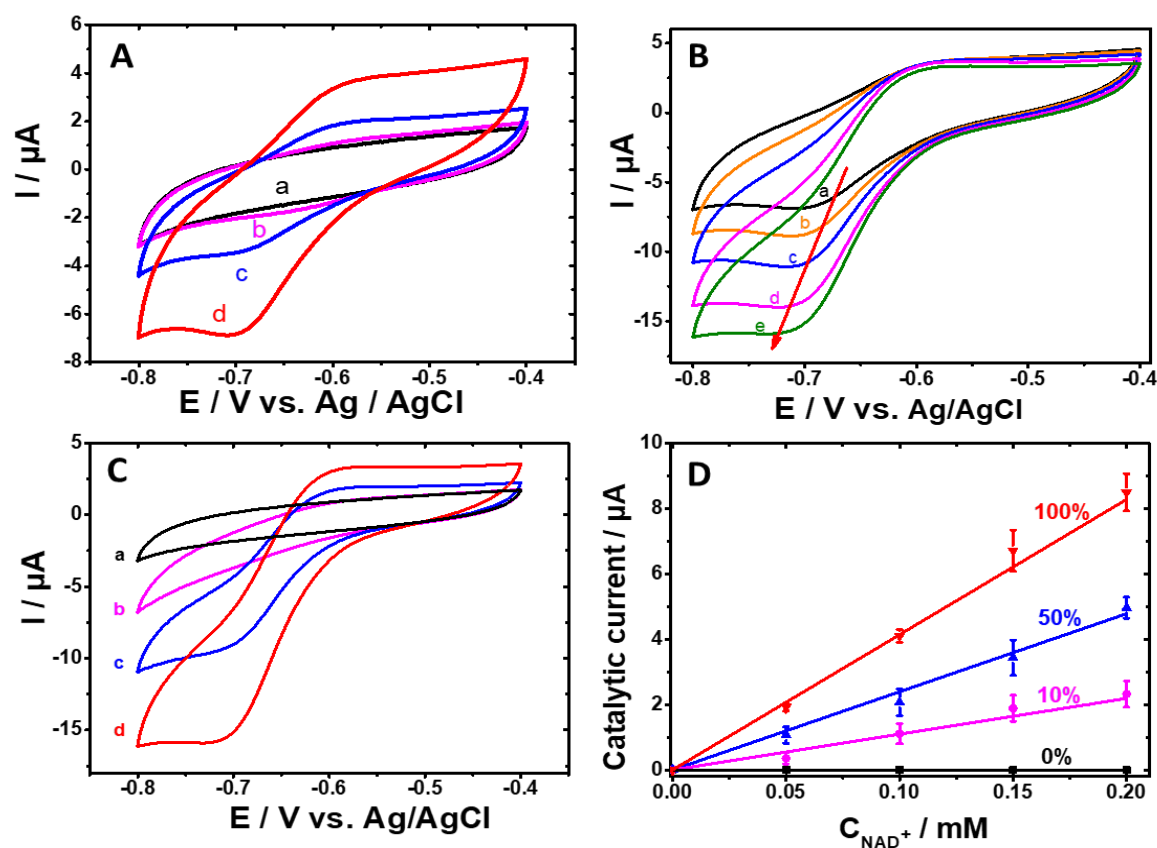 A
I / µA
6
4
2
0
-2
-4
-6
-8
a
b
c
d
-0.8
-0.7
-0.6
-0.5
-0.4
E / V vs. Ag / AgCl
B
I / µA
5
0
-5
-10
-15
a
b
c
d
e
-0.8
-0.7
-0.6
-0.5
-0.4
E / V vs. Ag/AgCl
C
I / µA
5
0
-5
-10
-15
a
b
c
d
-0.8
-0.7
-0.6
-0.5
-0.4
E / V vs. Ag/AgCl
D
Catalytic current / µA
10
8
6
4
2
0
100%
50%
10%
0%
0.00
0.05
0.10
0.15
0.20
C NAD+ / mM